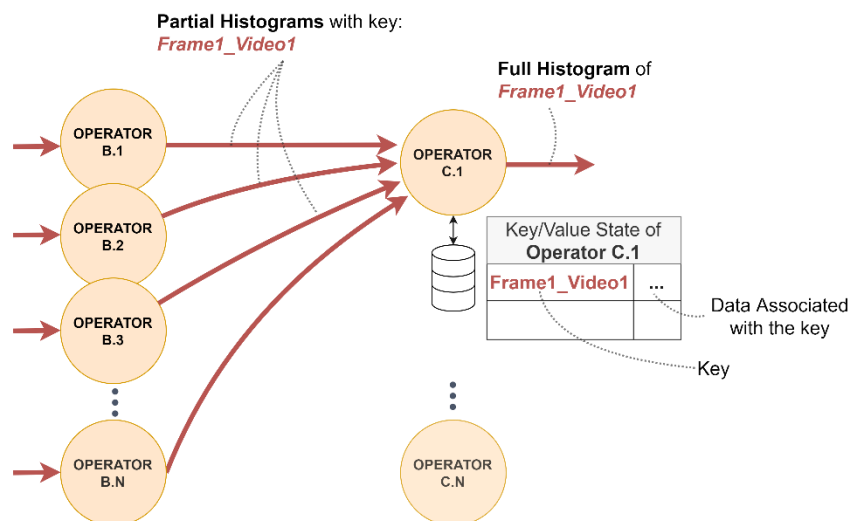 Partial Histograms with key:
Frame1_Video1
Full Histogram of
Frame1_Video1
OPERATOR
B.1
OPERATOR
C.1
OPERATOR
B.2
Key/Value State of
Operator C.1
Frame1_Video1 ...
OPERATOR
B.3
Data Associated
with the key
Key
OPERATOR
B.N
OPERATOR
C.N